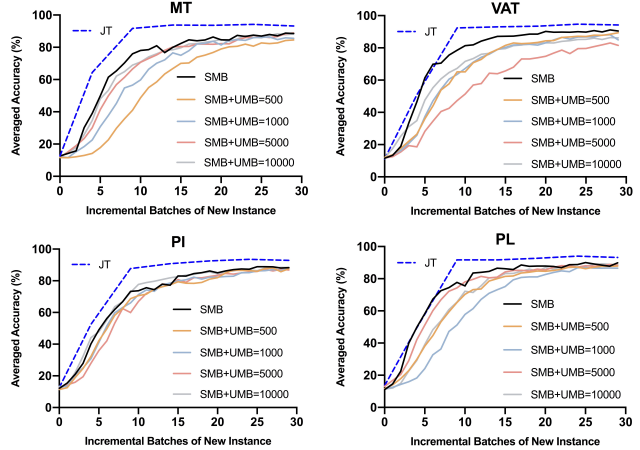 MT
Averaged Accuracy (%)
100
80
60
40
20
0
JT
SMB
SMB+UMB=500
SMB+UMB=1000
SMB+UMB=5000
SMB+UMB=10000
0 5 10 15 20 25 30
Incremental Batches of New Instance
VAT
Averaged Accuracy (%)
100
80
60
40
20
0
JT
SMB
SMB+UMB=500
SMB+UMB=1000
SMB+UMB=5000
SMB+UMB=10000
0 5 10 15 20 25 30
Incremental Batches of New Instance
PI
Averaged Accuracy (%)
100
80
60
40
20
0
JT
SMB
SMB+UMB=500
SMB+UMB=1000
SMB+UMB=5000
SMB+UMB=10000
0 5 10 15 20 25 30
Incremental Batches of New Instance
PL
Averaged Accuracy (%)
100
80
60
40
20
0
JT
SMB
SMB+UMB=500
SMB+UMB=1000
SMB+UMB=5000
SMB+UMB=10000
0 5 10 15 20 25 30
Incremental Batches of New Instance